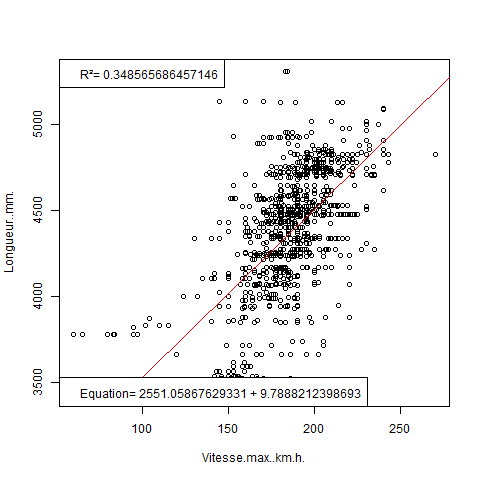 R²= 0.348565686457146
Longueur..mm.
5000
4500
4000
3500
Equation= 2551.05867629331 + 9.7888212398693
100 150 200 250
Vitesse.max..km.h.